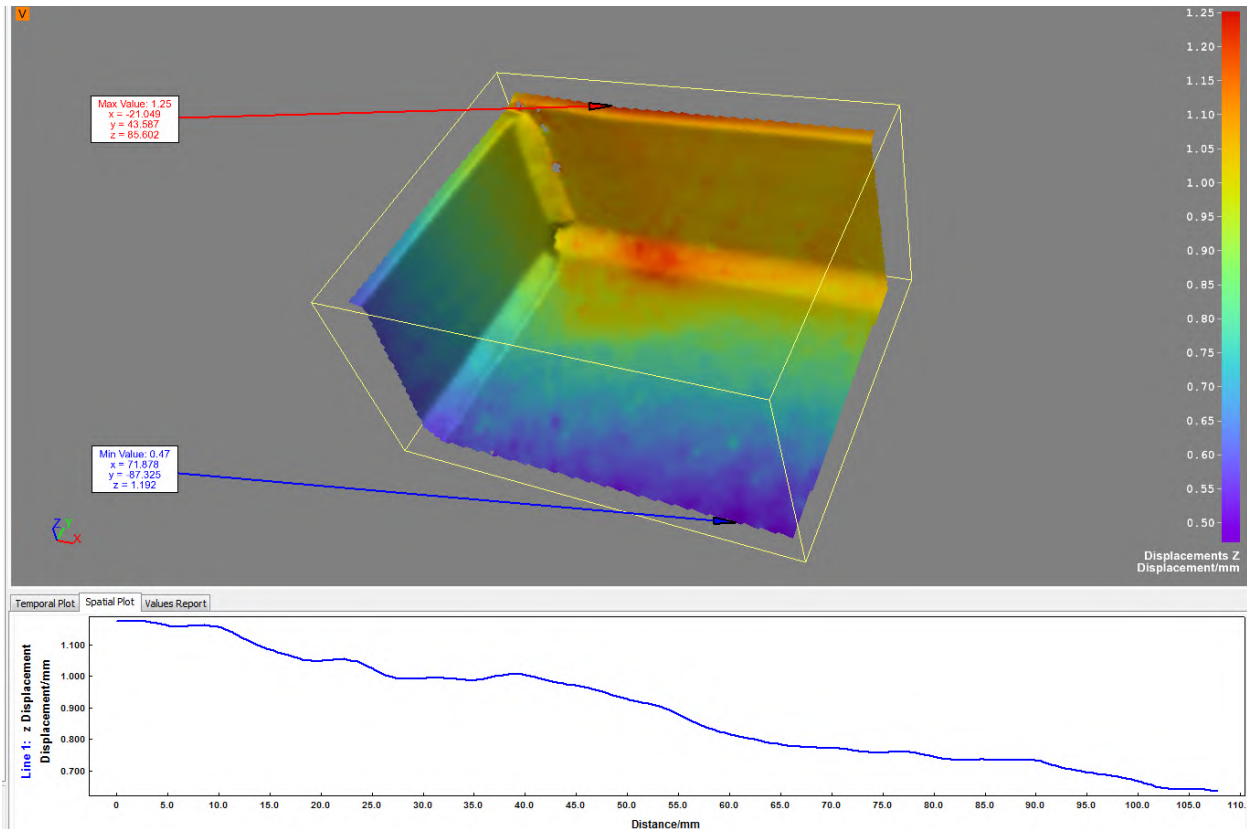 V
Max Value: 1.25
x = -21.049
y = 43.587
z = 85.602
Min Value: 0.47
x = 71.878
y = -87.325
z = 1.192
Z Y X
1.25
1.20
1.15
1.10
1.05
1.00
0.95
0.90
0.85
0.80
0.75
0.70
0.65
0.60
0.55
0.50
Displacements Z
Displacement/mm
Temporal Plot Spatial Plot Values Report
Line 1: z Displacement
Displacement/mm
1.100
1.000
0.900
0.800
0.700
0 5.0 10.0 15.0 20.0 25.0 30.0 35.0 40.0 45.0 50.0 55.0 60.0 65.0 70.0 75.0 80.0 85.0 90.0 95.0 100.0 105.0 110.
Distance/mm